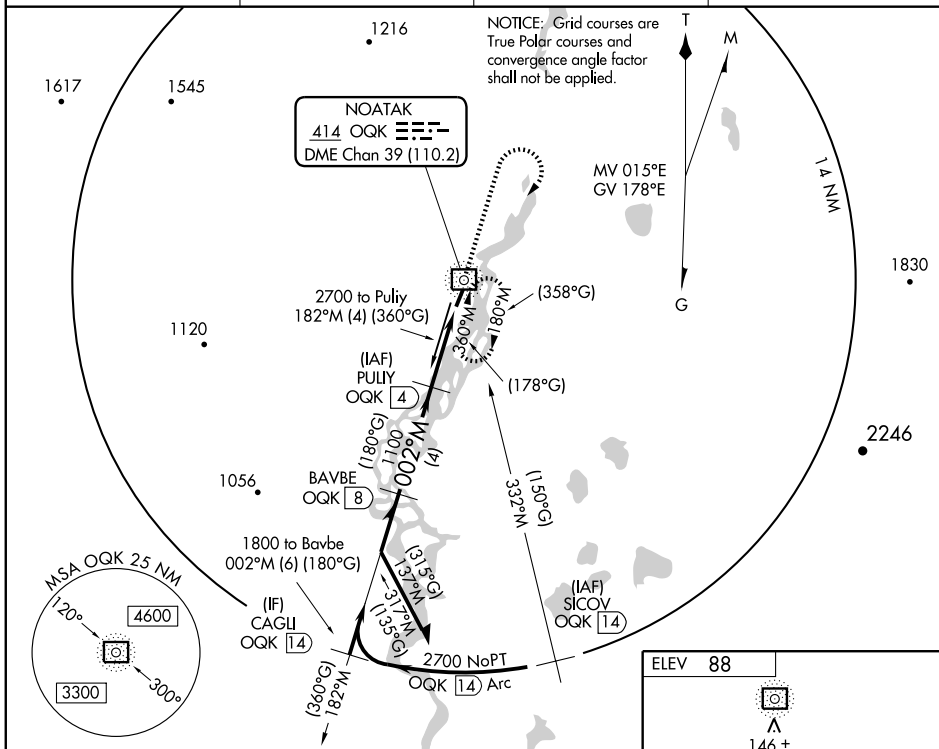 NOTICE: Grid courses are
True Polar courses and
convergence angle factor
shall not be applied.
T
M
MV 015°E
GV 178°E
G
1216
1617
1545
NOATAK
414 OQK
DME Chan 39 (110.2)
14 NM
1830
2700 to Puliy
182°M (4) (360°G)
360°M
180°M
(358°G)
(178°G)
1120
(IAF)
PULIY
OQK 4
(180°G)
1100
002°M
(4)
2246
1056
BAVBE
OQK 8
(150°G)
332°M
1800 to Bavbe
002°M (6) (180°G)
(315°G)
137°M
317°M
(135°G)
(IAF)
SICOV
OQK 14
(IF)
CAGLI
OQK 14
2700 NoPT
OQK 14 Arc
(360°G)
182°M
MSA OQK 25 NM
120°
4600
3300
300°
ELEV 88
146 ±